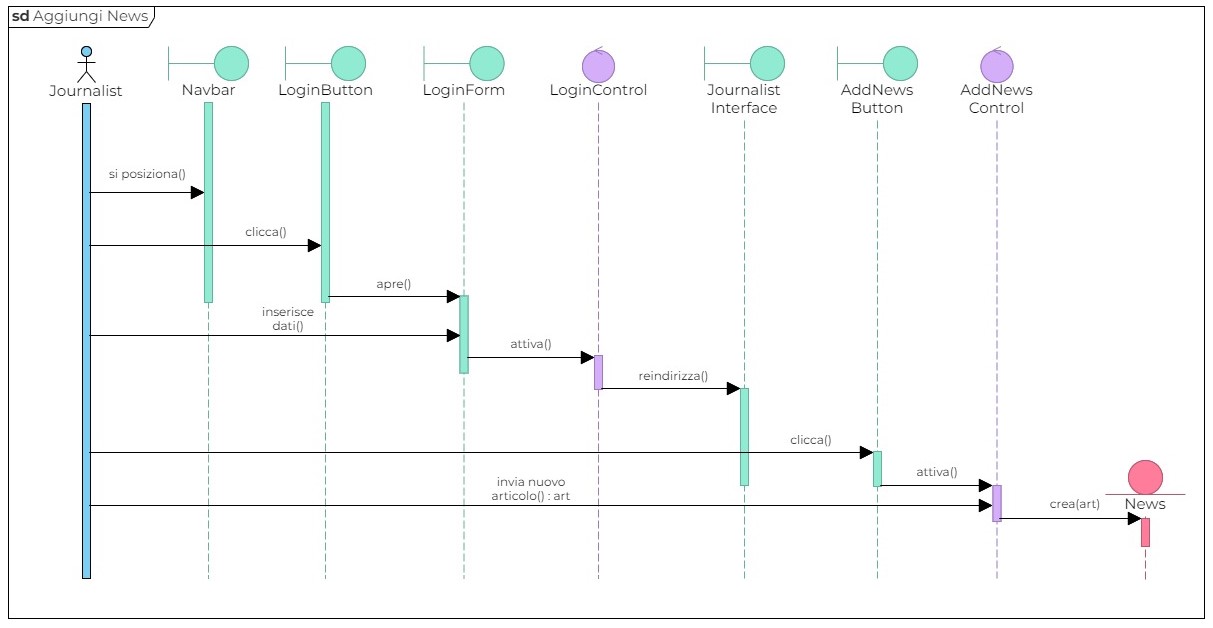 sd Aggiungi News
Journalist
Navbar
LoginButton
LoginForm
LoginControl
Journalist
Interface
AddNews
Button
AddNews
Control
si posiziona()
clicca()
apre()
inserisce
dati()
attiva()
reindirizza()
clicca()
attiva()
invia nuovo
articolo() : art
News
crea(art)